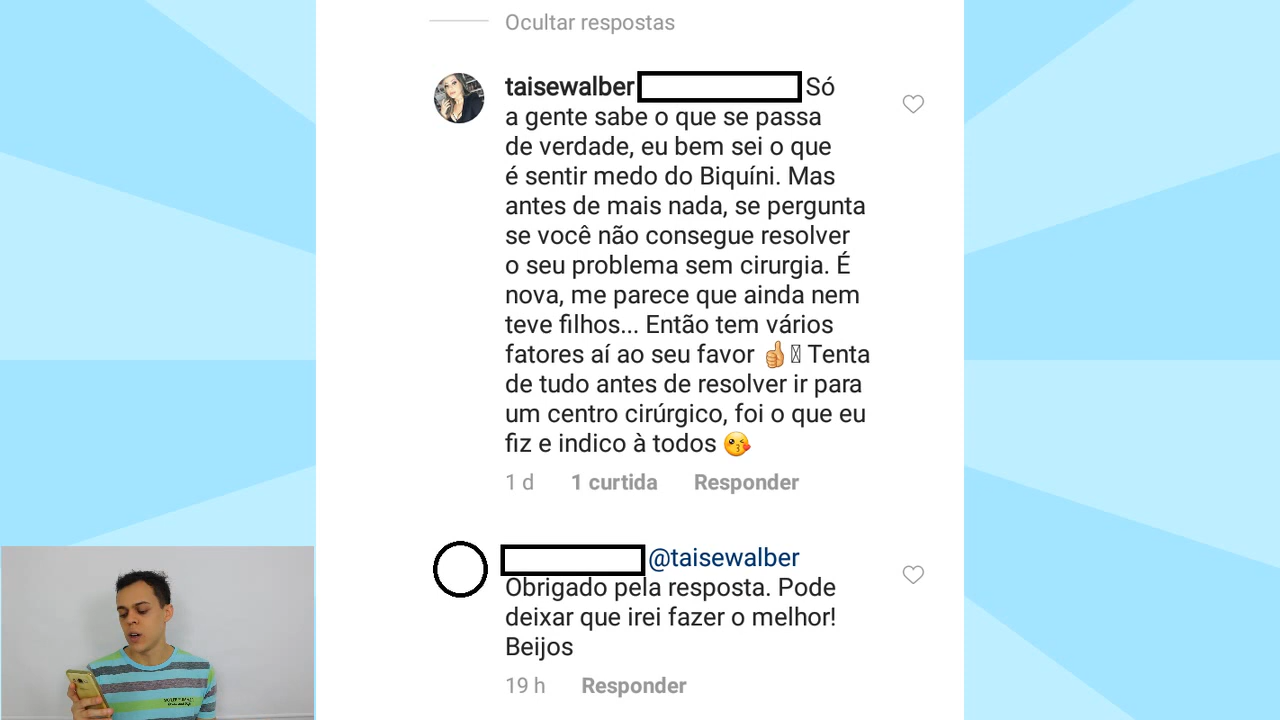 Ocultar respostas
taisewalber Só
a gente sabe o que se passa
de verdade, eu bem sei o que
é sentir medo do Biquíni. Mas
antes de mais nada, se pergunta
se você não consegue resolver
o seu problema sem cirurgia. É
nova, me parece que ainda nem
teve filhos... Então tem vários
fatores aí ao seu favor 👍 Tenta
de tudo antes de resolver ir para
um centro cirúrgico, foi o que eu
fiz e indico à todos 😘
1 d 1 curtida Responder
@taisewalber
Obrigado pela resposta. Pode
deixar que irei fazer o melhor!
Beijos
19 h Responder